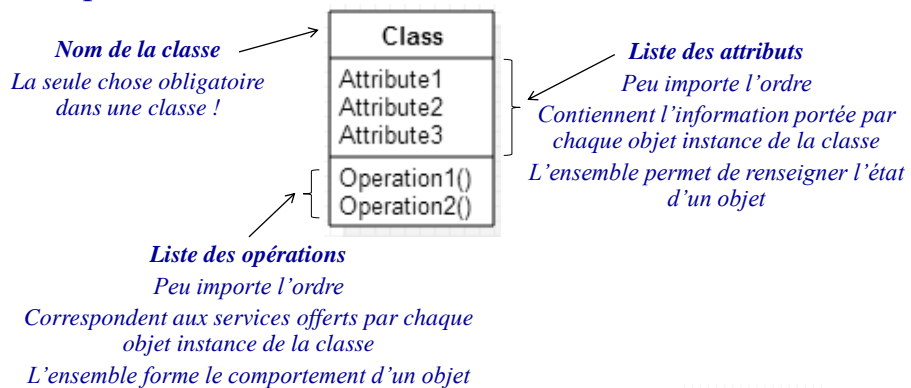 Nom de la classe
La seule chose obligatoire
dans une classe !
Class
Attribute1
Attribute2
Attribute3
Operation1()
Operation2()
Liste des attributs
Peu importe l'ordre
Contiennent l'information portée par
chaque objet instance de la classe
L'ensemble permet de renseigner l'état
d'un objet
Liste des opérations
Peu importe l'ordre
Correspondent aux services offerts par chaque
objet instance de la classe
L'ensemble forme le comportement d'un objet